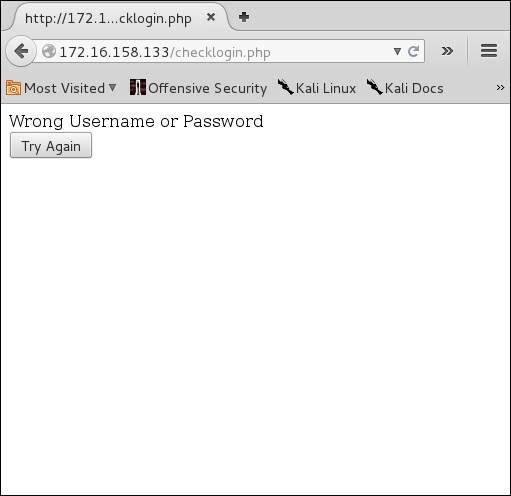 http://172.1...cklogin.php
172.16.158.133/checklogin.php
Most Visited Offensive Security Kali Linux Kali Docs
Wrong Username or Password
Try Again